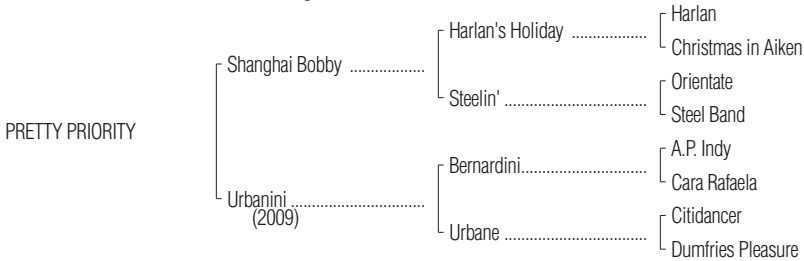 Harlan
Harlan's Holiday ..................
Christmas in Aiken
Shanghai Bobby ..................
Orientate
Steelin' ..................................
Steel Band
PRETTY PRIORITY
A.P. Indy
Bernardini..............................
Cara Rafaela
Urbanini ................................
(2009)
Citidancer
Urbane ..................................
Dumfries Pleasure